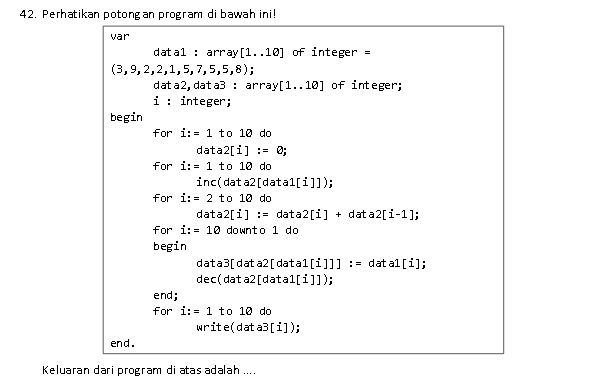 42. Perhatikan potongan program di bawah ini!
var
data1 : array[1..10] of integer =
(3,9,2,2,1,5,7,5,5,8);
data2,data3 : array[1..10] of integer;
i : integer;
begin
for i:= 1 to 10 do
data2[i] := 0;
for i:= 1 to 10 do
inc(data2[data1[i]]);
for i:= 2 to 10 do
data2[i] := data2[i] + data2[i-1];
for i:= 10 downto 1 do
begin
data3[data2[data1[i]]] := data1[i];
dec(data2[data1[i]]);
end;
for i:= 1 to 10 do
write(data3[i]);
end.
Keluaran dari program di atas adalah ....